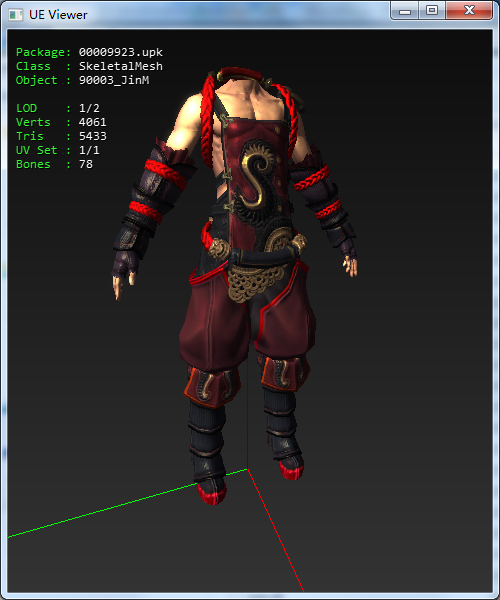 UE Viewer
Package: 00009923.upk
Class : SkeletalMesh
Object : 90003_JinM
LOD : 1/2
Verts : 4061
Tris : 5433
UV Set : 1/1
Bones : 78